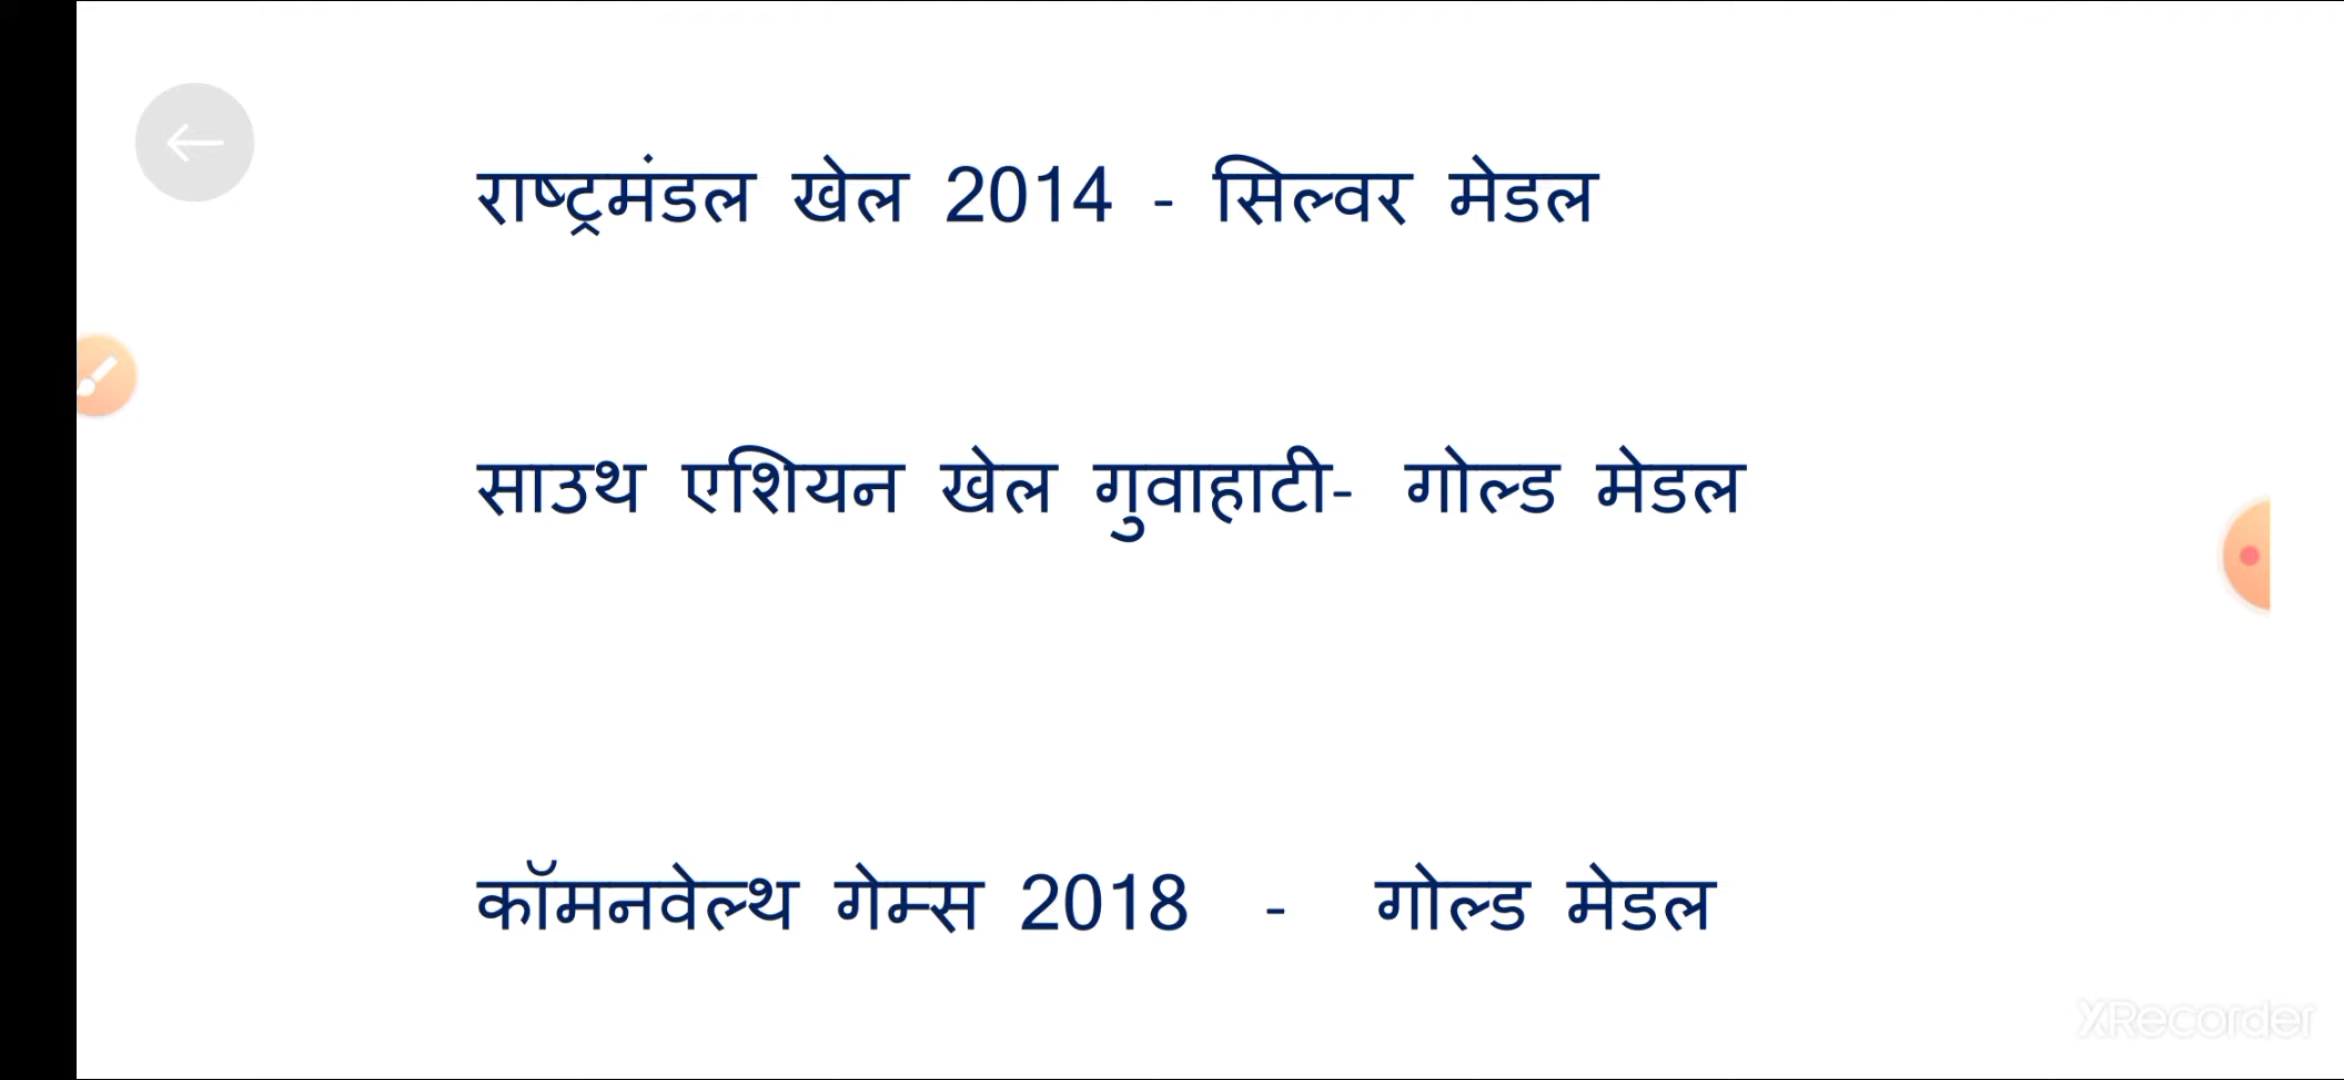 राष्ट्रमंडल खेल 2014 - सिल्वर मेडल
साउथ एशियन खेल गुवाहाटी- गोल्ड मेडल
कॉमनवेल्थ गेम्स 2018 - गोल्ड मेडल
XRecorder